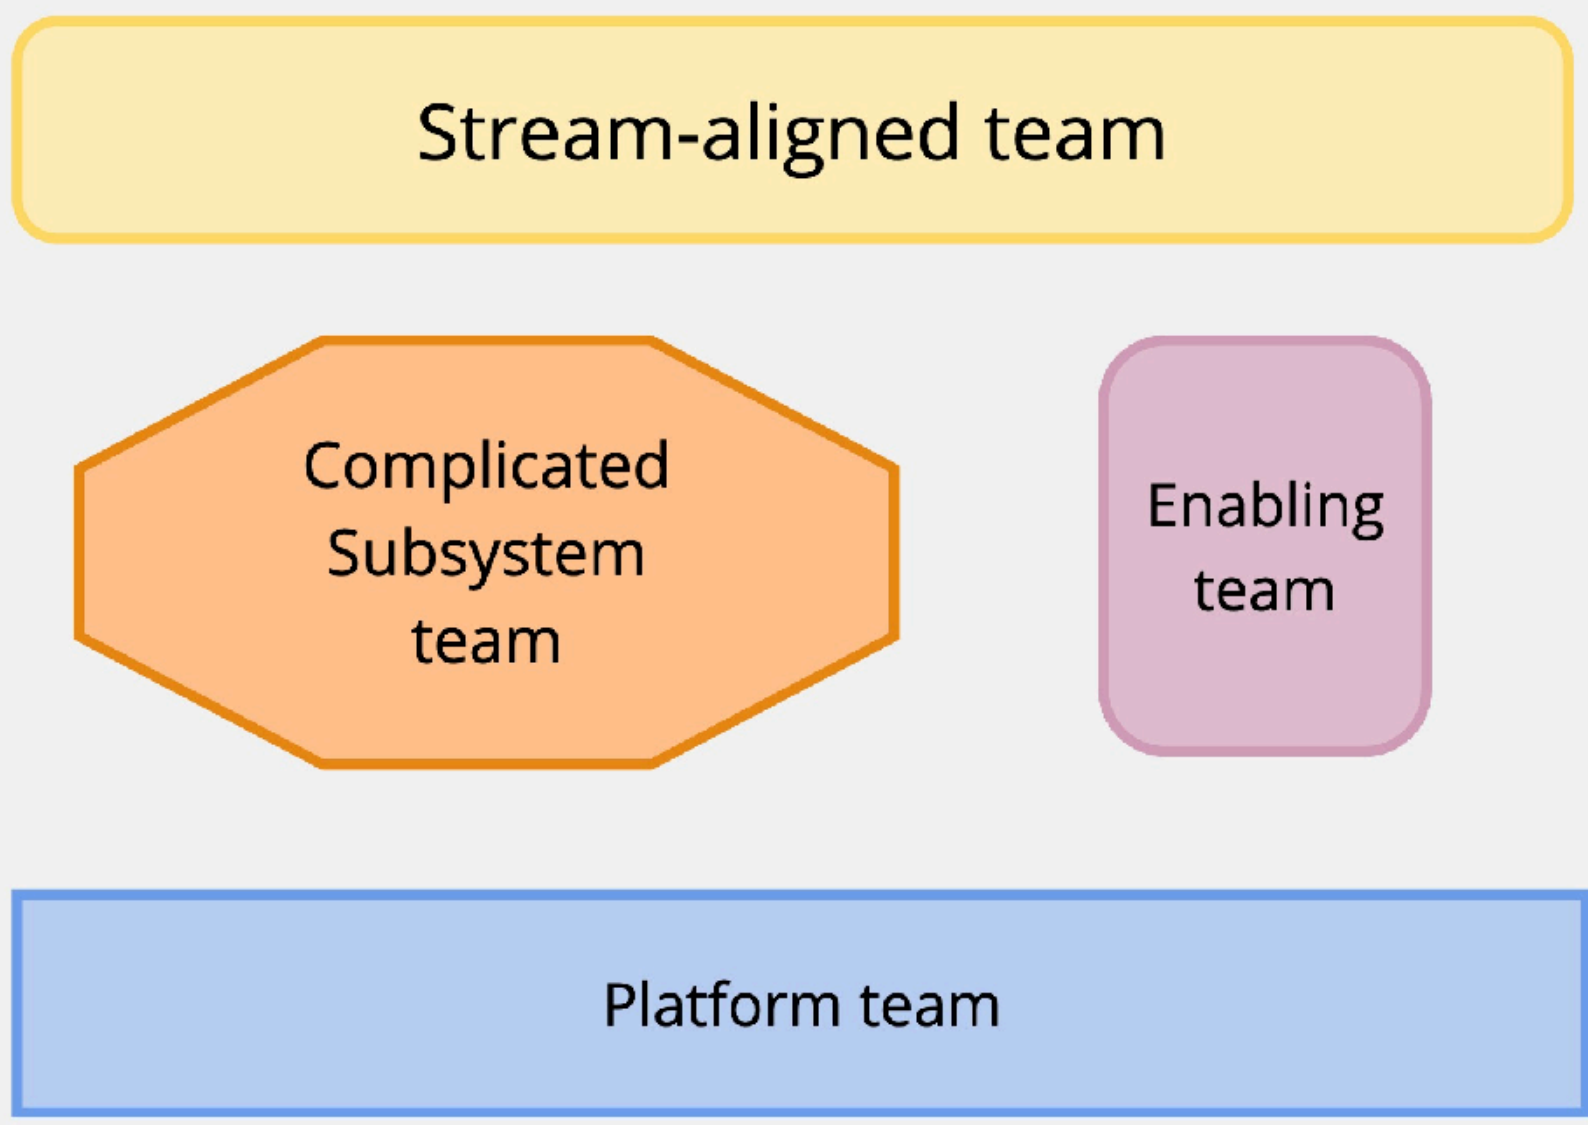 Stream-aligned team
Complicated
Subsystem
team
Enabling
team
Platform team